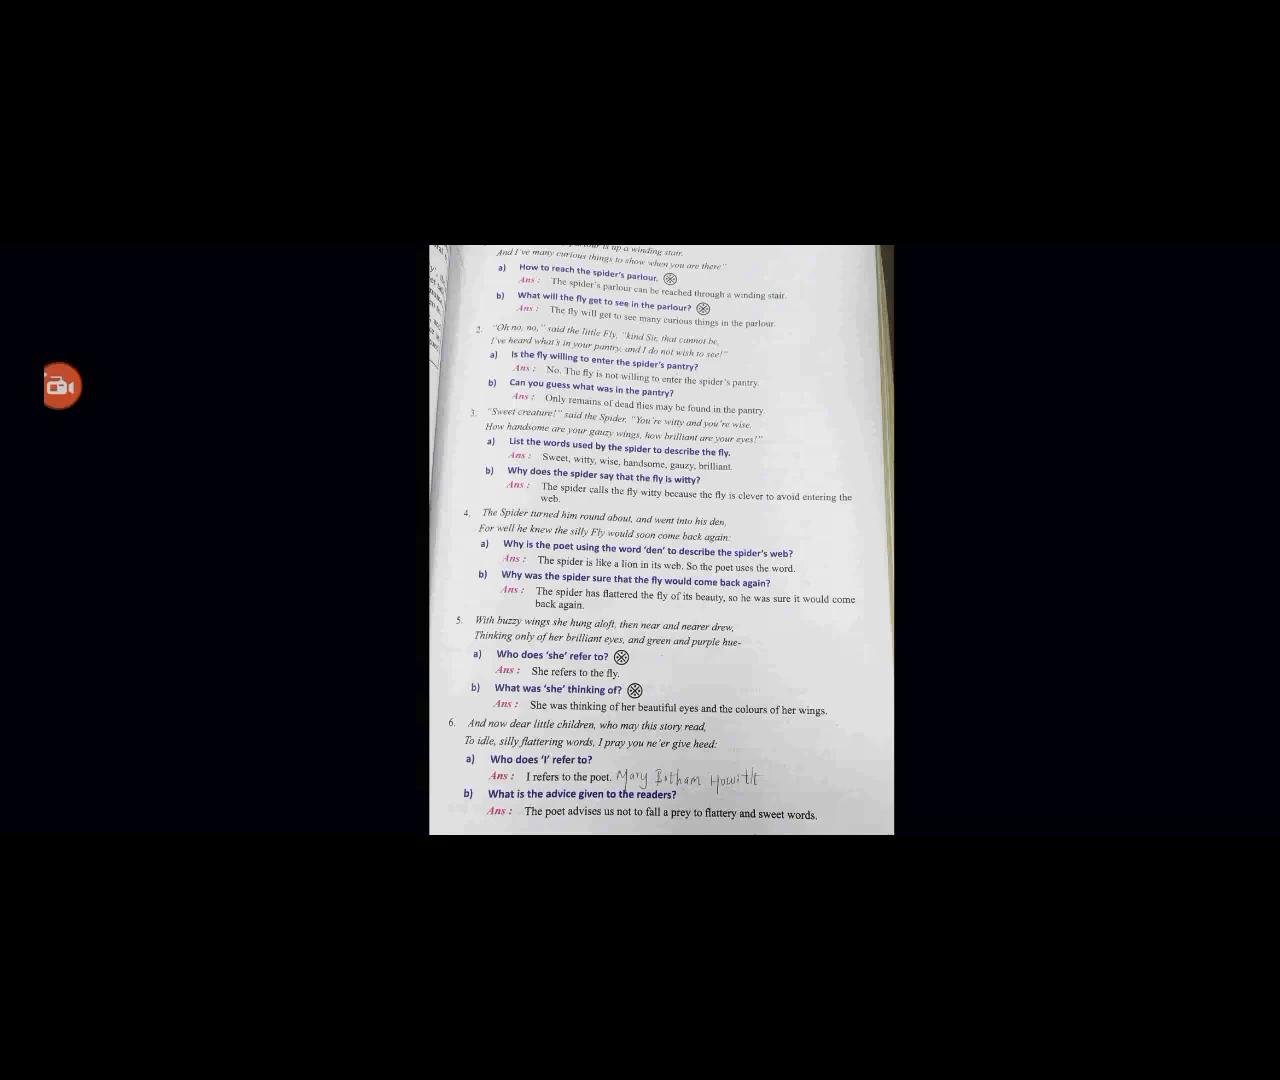 is up a winding stair.
And I've many curious things to show when you are there"
a) How to reach the spider's parlour.
Ans : The spider's parlour can be reached through a winding stair.
b) What will the fly get to see in the parlour?
Ans : The fly will get to see many curious things in the parlour.
2. "Oh no, no," said the little Fly, "kind Sir, that cannot be,
I've heard what's in your pantry, and I do not wish to see!"
a) Is the fly willing to enter the spider's pantry?
Ans : No. The fly is not willing to enter the spider's pantry.
b) Can you guess what was in the pantry?
Ans : Only remains of dead flies may be found in the pantry.
3. "Sweet creature!" said the Spider, "You're witty and you're wise.
How handsome are your gauzy wings, how brilliant are your eyes!"
a) List the words used by the spider to describe the fly.
Ans : Sweet, witty, wise, handsome, gauzy, brilliant.
b) Why does the spider say that the fly is witty?
Ans : The spider calls the fly witty because the fly is clever to avoid entering the
web.
4. The Spider turned him round about, and went into his den,
For well he knew the silly Fly would soon come back again:
a) Why is the poet using the word 'den' to describe the spider's web?
Ans : The spider is like a lion in its web. So the poet uses the word.
b) Why was the spider sure that the fly would come back again?
Ans : The spider has flattered the fly of its beauty, so he was sure it would come
back again.
5. With buzzy wings she hung aloft, then near and nearer drew,
Thinking only of her brilliant eyes, and green and purple hue-
a) Who does 'she' refer to?
Ans : She refers to the fly.
b) What was 'she' thinking of?
Ans : She was thinking of her beautiful eyes and the colours of her wings.
6. And now dear little children, who may this story read,
To idle, silly flattering words, I pray you ne'er give heed:
a) Who does 'I' refer to?
Ans : I refers to the poet. Mary Botham Howitt
b) What is the advice given to the readers?
Ans : The poet advises us not to fall a prey to flattery and sweet words.